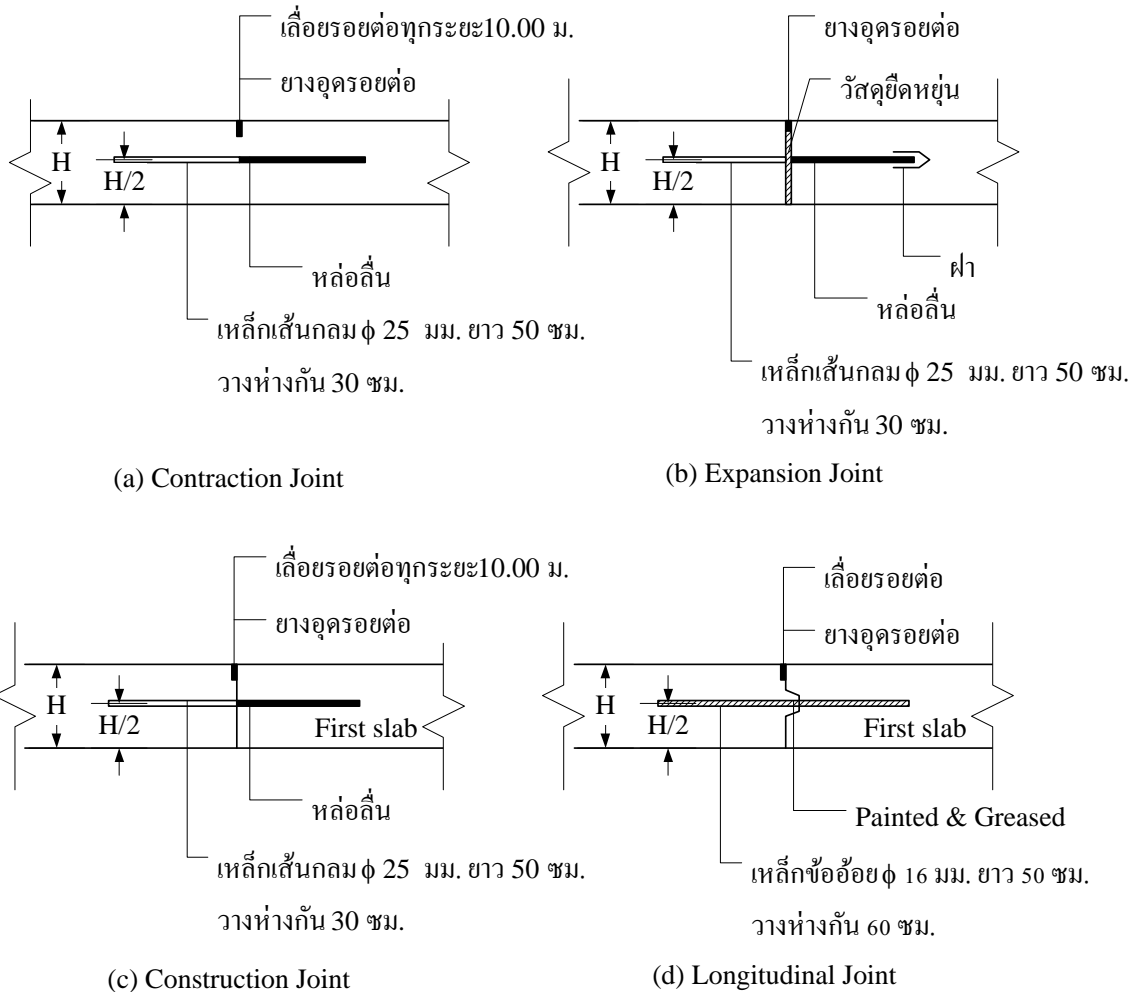 เลื่อยรอยต่อทุกระยะ10.00 ม.
ยางอุดรอยต่อ
H
H/2
หล่อลื่น
เหล็กเส้นกลม ϕ 25 มม. ยาว 50 ซม.
วางห่างกัน 30 ซม.
(a) Contraction Joint
ยางอุดรอยต่อ
วัสดุยืดหยุ่น
H
H/2
ฝา
หล่อลื่น
เหล็กเส้นกลม ϕ 25 มม. ยาว 50 ซม.
วางห่างกัน 30 ซม.
(b) Expansion Joint
เลื่อยรอยต่อทุกระยะ10.00 ม.
ยางอุดรอยต่อ
H
H/2
First slab
หล่อลื่น
เหล็กเส้นกลม ϕ 25 มม. ยาว 50 ซม.
วางห่างกัน 30 ซม.
(c) Construction Joint
เลื่อยรอยต่อ
ยางอุดรอยต่อ
H
H/2
First slab
Painted & Greased
เหล็กข้ออ้อย ϕ 16 มม. ยาว 50 ซม.
วางห่างกัน 60 ซม.
(d) Longitudinal Joint